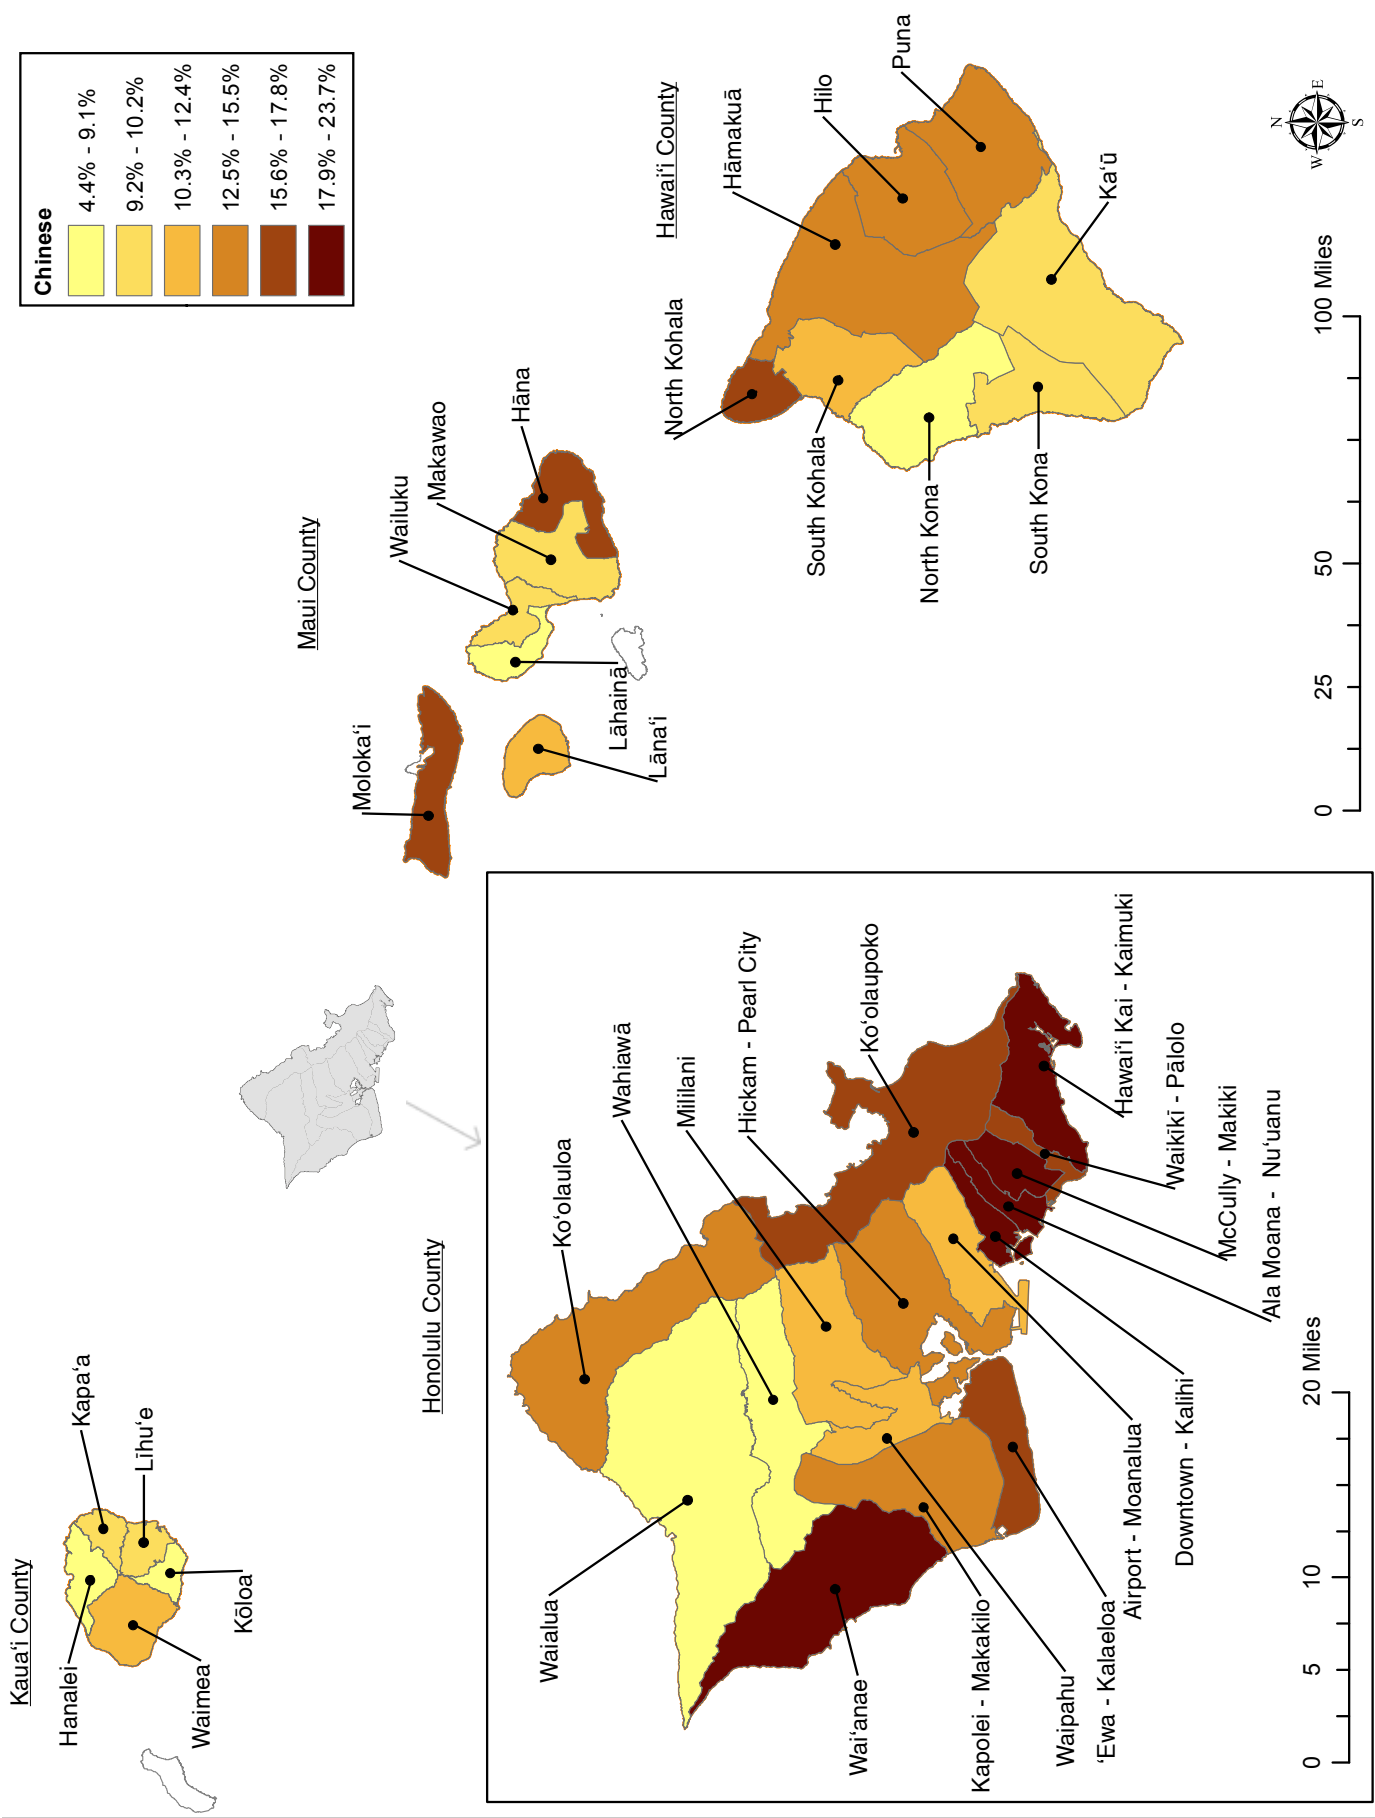 Chinese
4.4% - 9.1%
9.2% - 10.2%
10.3% - 12.4%
12.5% - 15.5%
15.6% - 17.8%
17.9% - 23.7%
Kauaʻi County
Hanalei
Kapaʻa
Lihuʻe
Kōloa
Waimea
Maui County
Molokaʻi
Lānaʻi
Lāhainā
Wailuku
Makawao
Hāna
Hawaiʻi County
North Kohala
Hāmakuā
Hilo
Puna
Kaʻū
South Kohala
North Kona
South Kona
N
E
S
W
0
25
50
100 Miles
Honolulu County
Koʻolauloa
Wahiawā
Mililani
Hickam - Pearl City
Koʻolaupoko
Waialua
Waiʻanae
Kapolei - Makakilo
Waipahu
ʻEwa - Kalaeloa
Airport - Moanalua
Downtown - Kalihi
Ala Moana - Nuʻuanu
McCully - Makiki
Waikīkī - Pālolo
Hawaiʻi Kai - Kaimuki
0
5
10
20 Miles